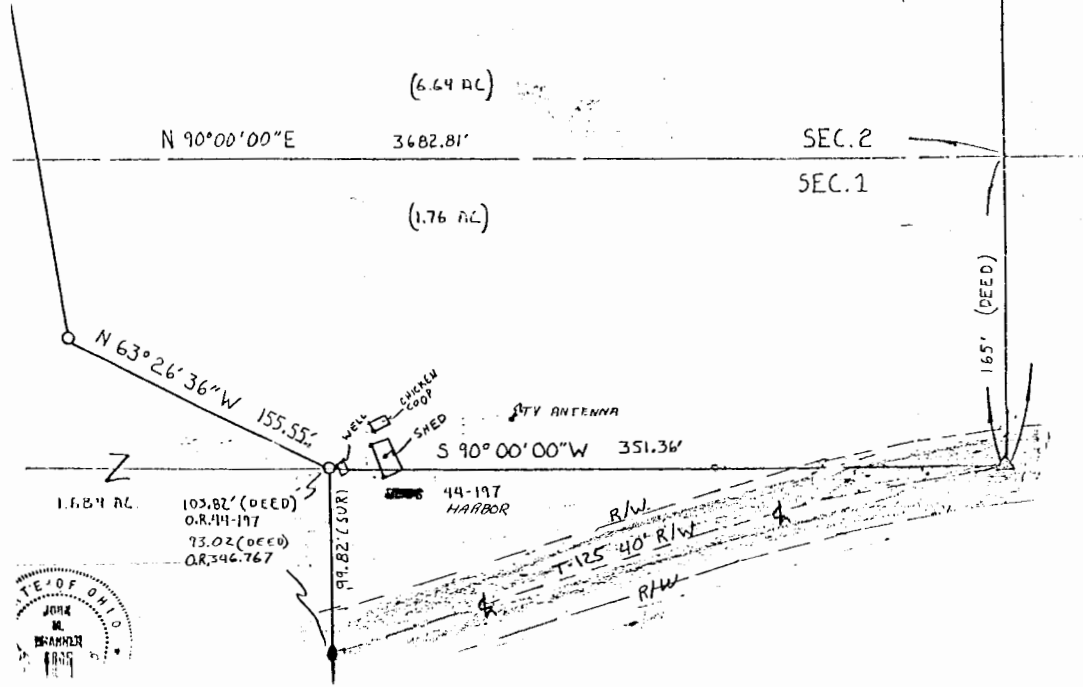 (6.64 AC)
N 90°00'00"E 3682.81'
SEC.2
SEC.1
(1.76 AC)
165' (DEED)
N 63°26'36"W 155.55'
WELL
CHICKEN
COOP
SHED
TV ANTENNA
S 90°00'00"W 351.36'
1.684 AC.
103.82' (DEED)
O.R.44-197
93.02 (DEED)
O.R.346.767
99.82' (SUR)
44-197
HARBOR
R/W
T-125 40' R/W
R/W
TE OF OHIO
JOHN
M.